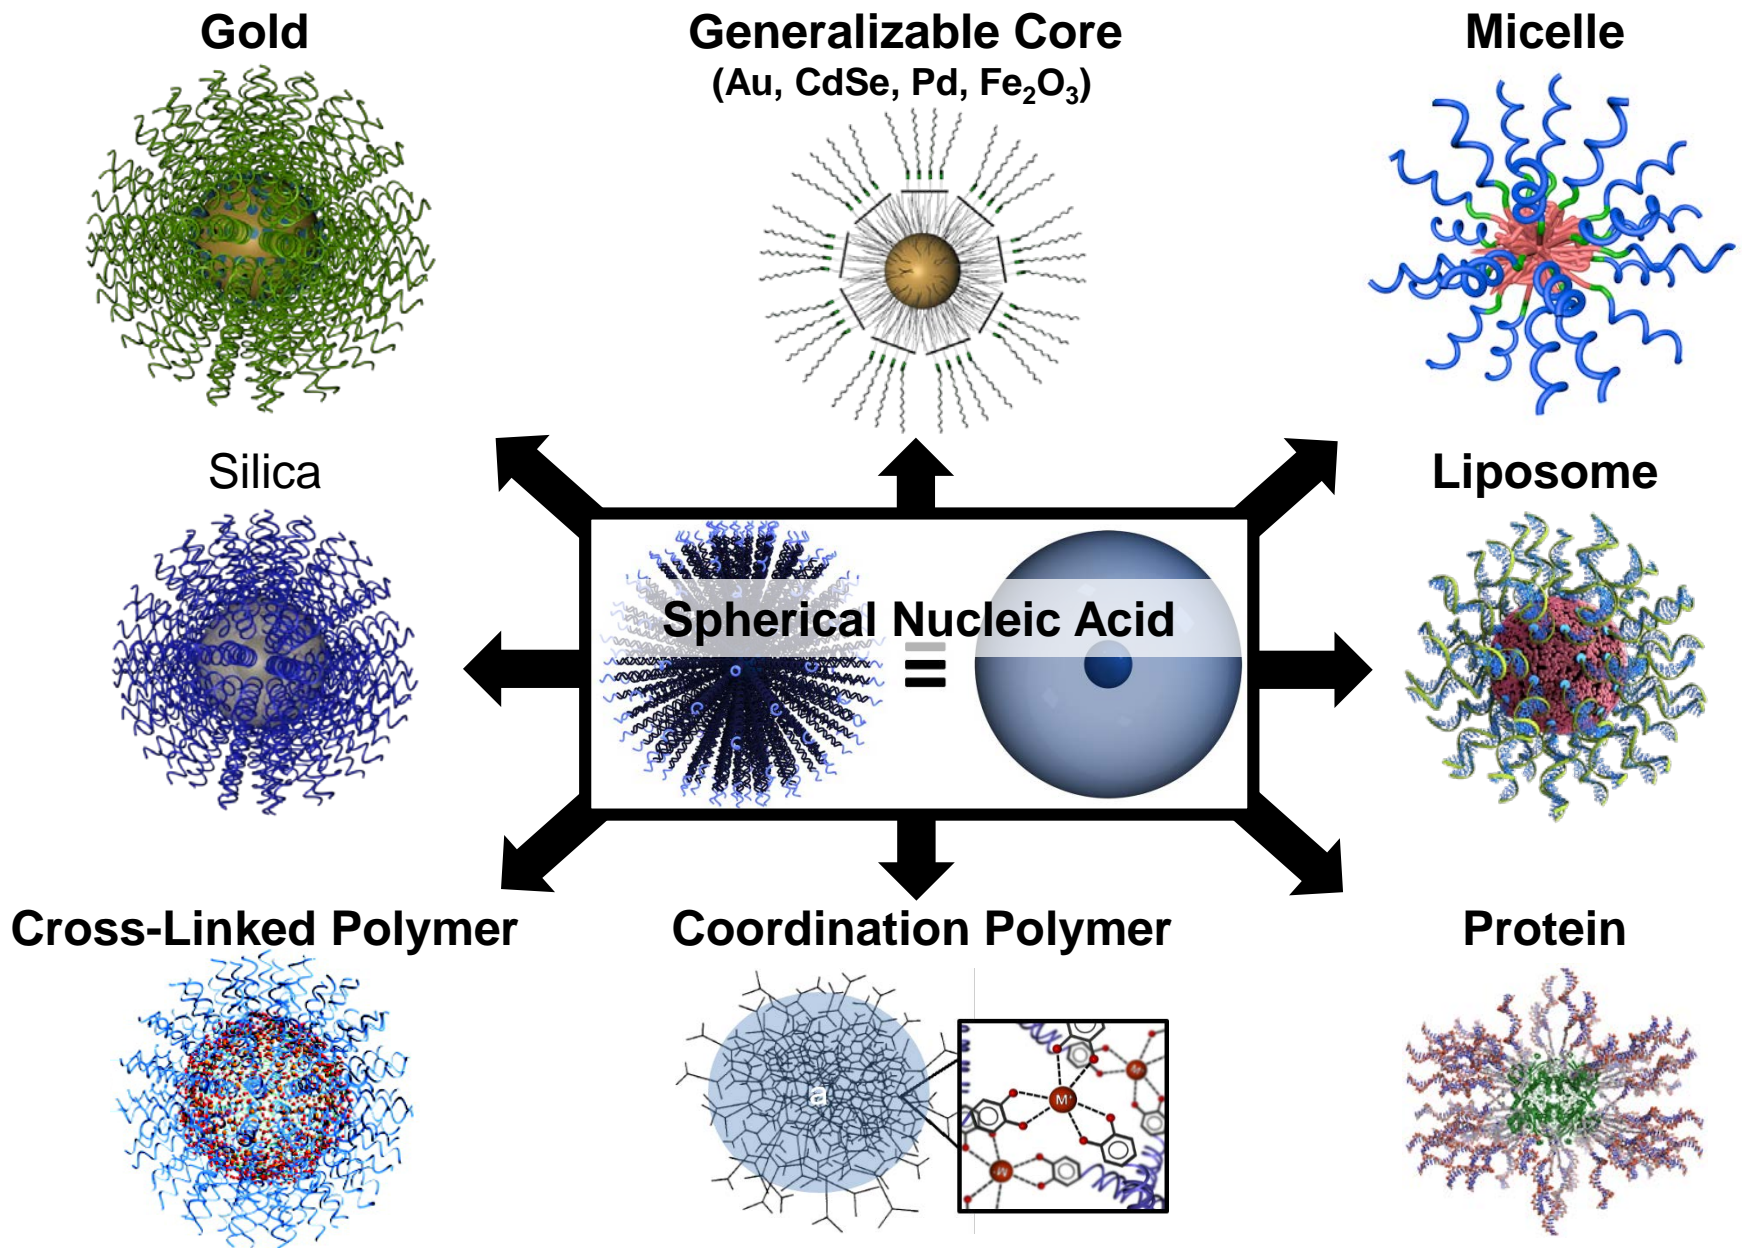 Gold
Generalizable Core
(Au, CdSe, Pd, Fe₂O₃)
Micelle
Silica
Liposome
Spherical Nucleic Acid
≡
Cross-Linked Polymer
Coordination Polymer
Protein
a
M⁺